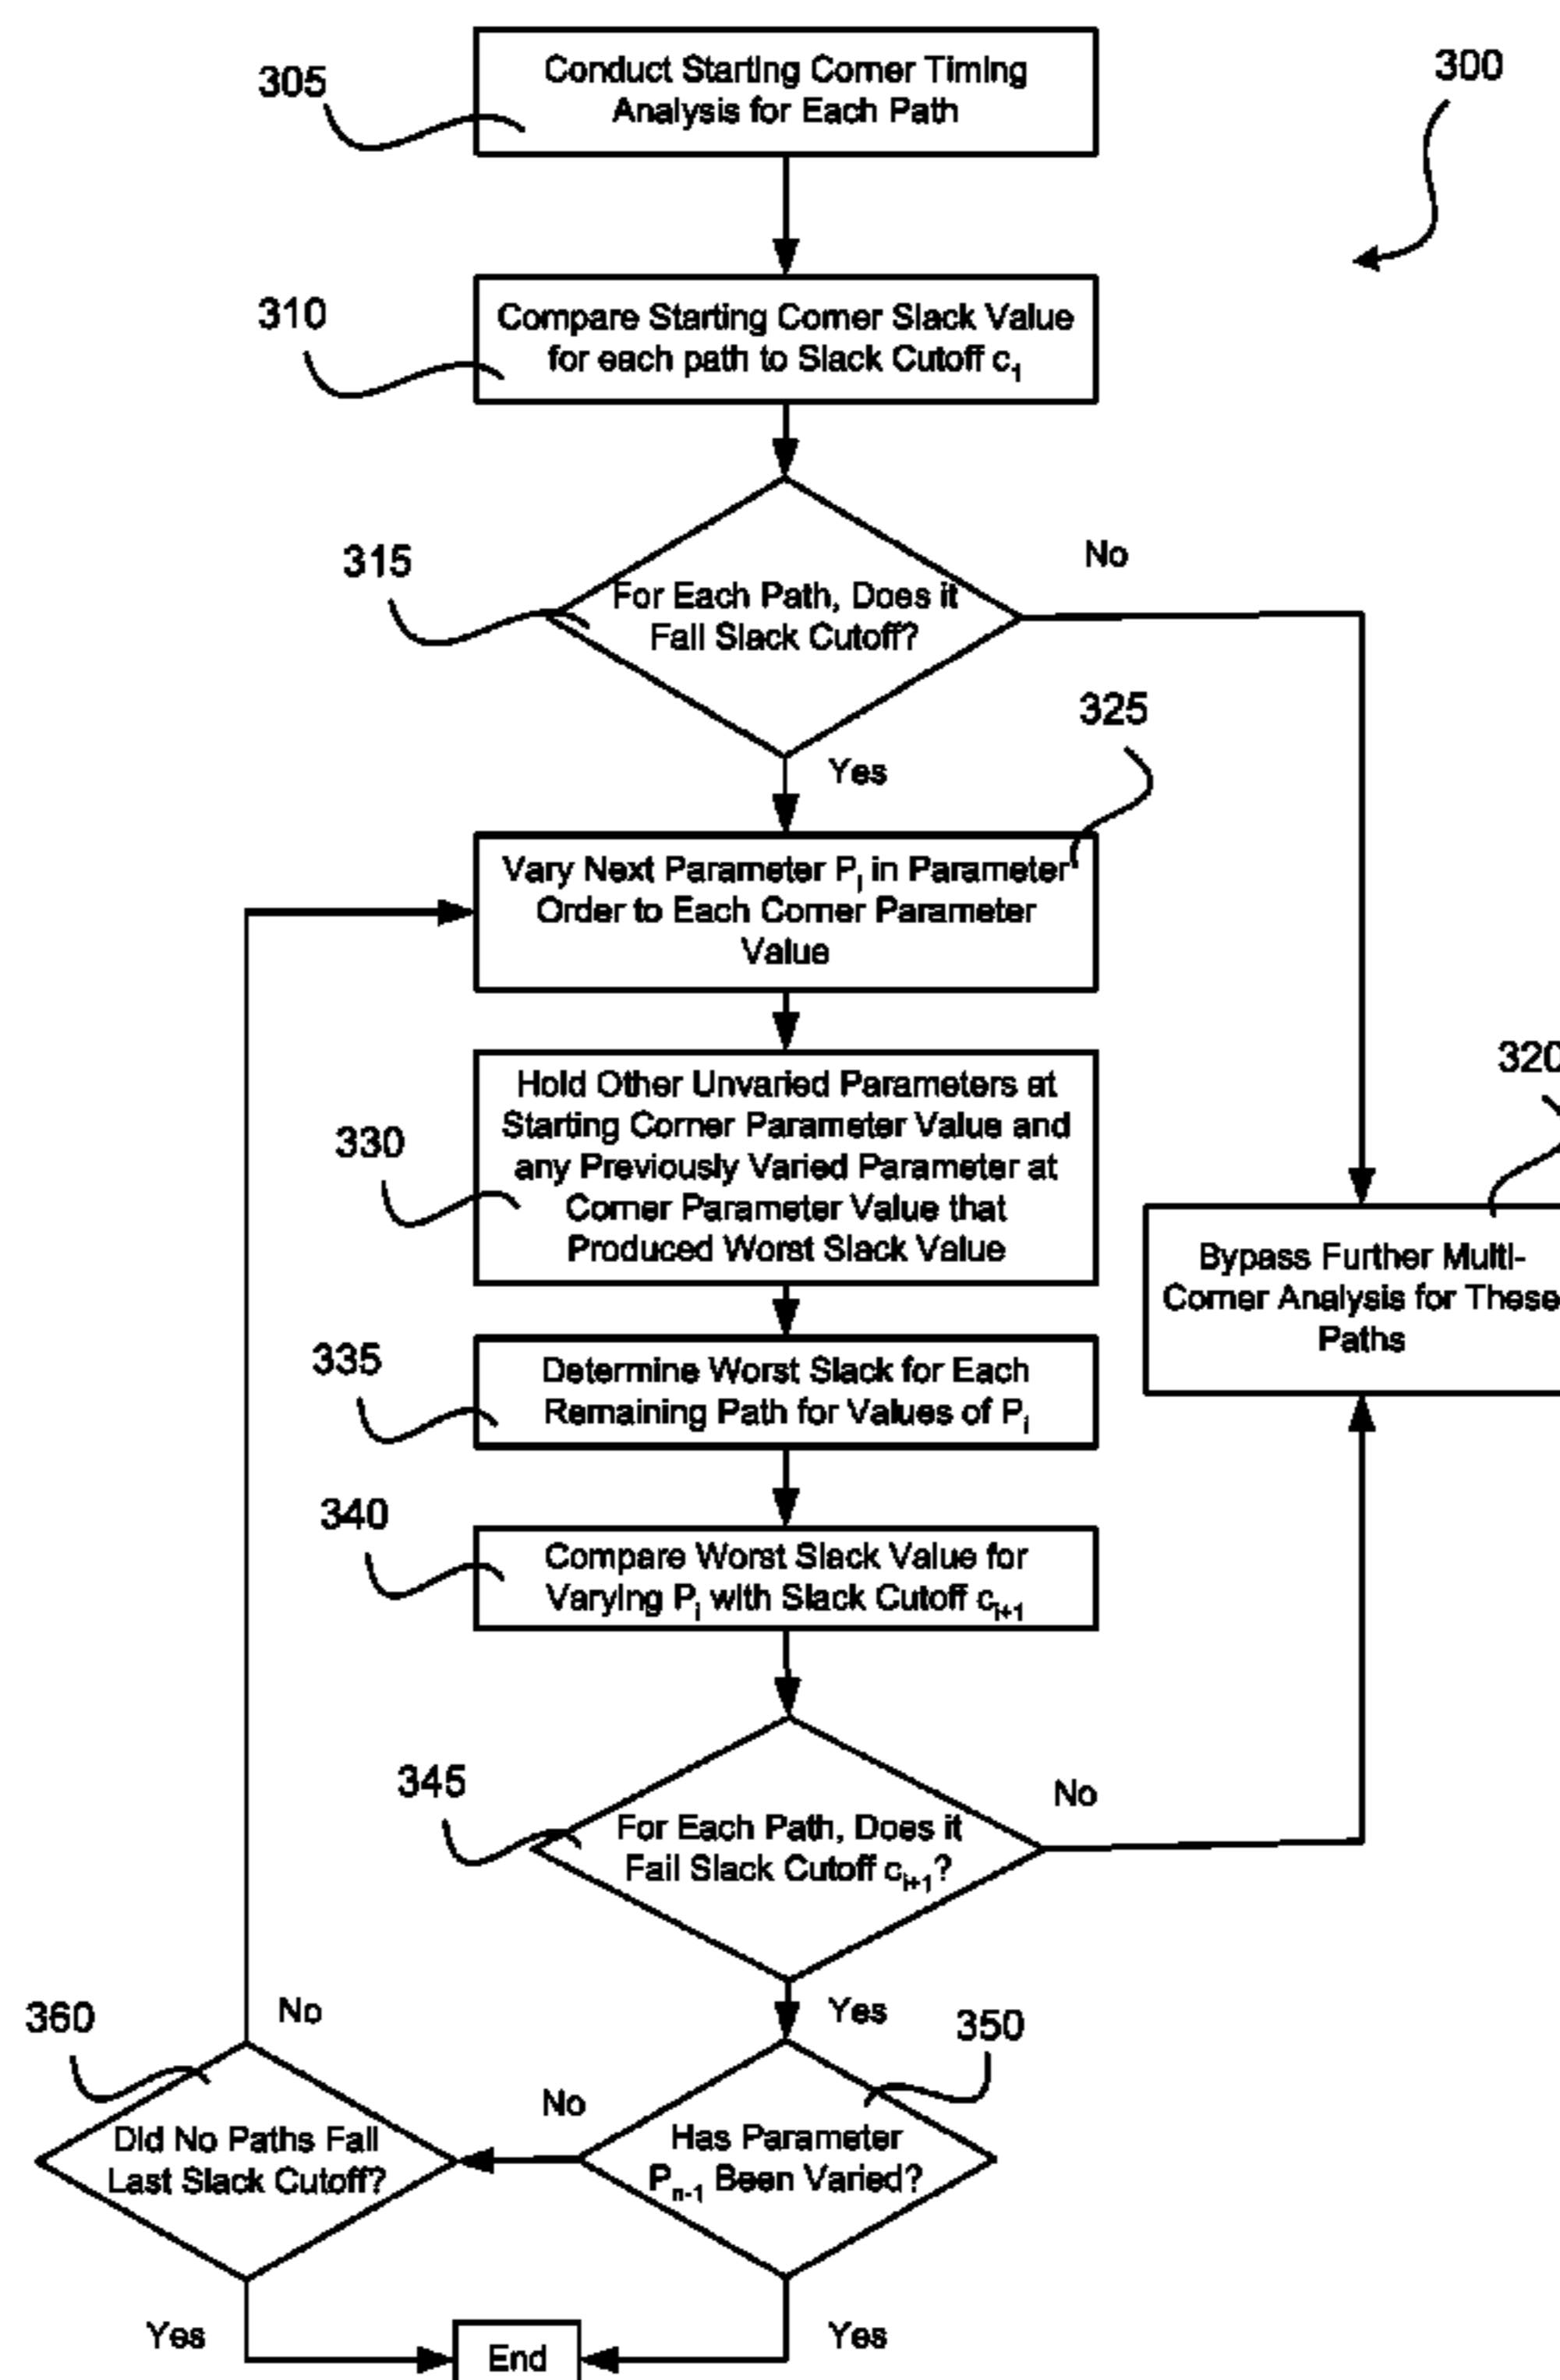 305
Conduct Starting Corner Timing
Analysis for Each Path
300
310
Compare Starting Corner Slack Value
for each path to Slack Cutoff c₁
315
For Each Path, Does it
Fail Slack Cutoff?
No
Yes
325
Vary Next Parameter Pᵢ in Parameter
Order to Each Corner Parameter
Value
330
Hold Other Unvaried Parameters at
Starting Corner Parameter Value and
any Previously Varied Parameter at
Corner Parameter Value that
Produced Worst Slack Value
320
Bypass Further Multi-
Corner Analysis for These
Paths
335
Determine Worst Slack for Each
Remaining Path for Values of Pᵢ
340
Compare Worst Slack Value for
Varying Pᵢ with Slack Cutoff cᵢ₊₁
345
For Each Path, Does it
Fail Slack Cutoff cᵢ₊₁?
No
Yes
360
No
Did No Paths Fail
Last Slack Cutoff?
No
350
Has Parameter
Pₙ₋₁ Been Varied?
Yes
End
Yes